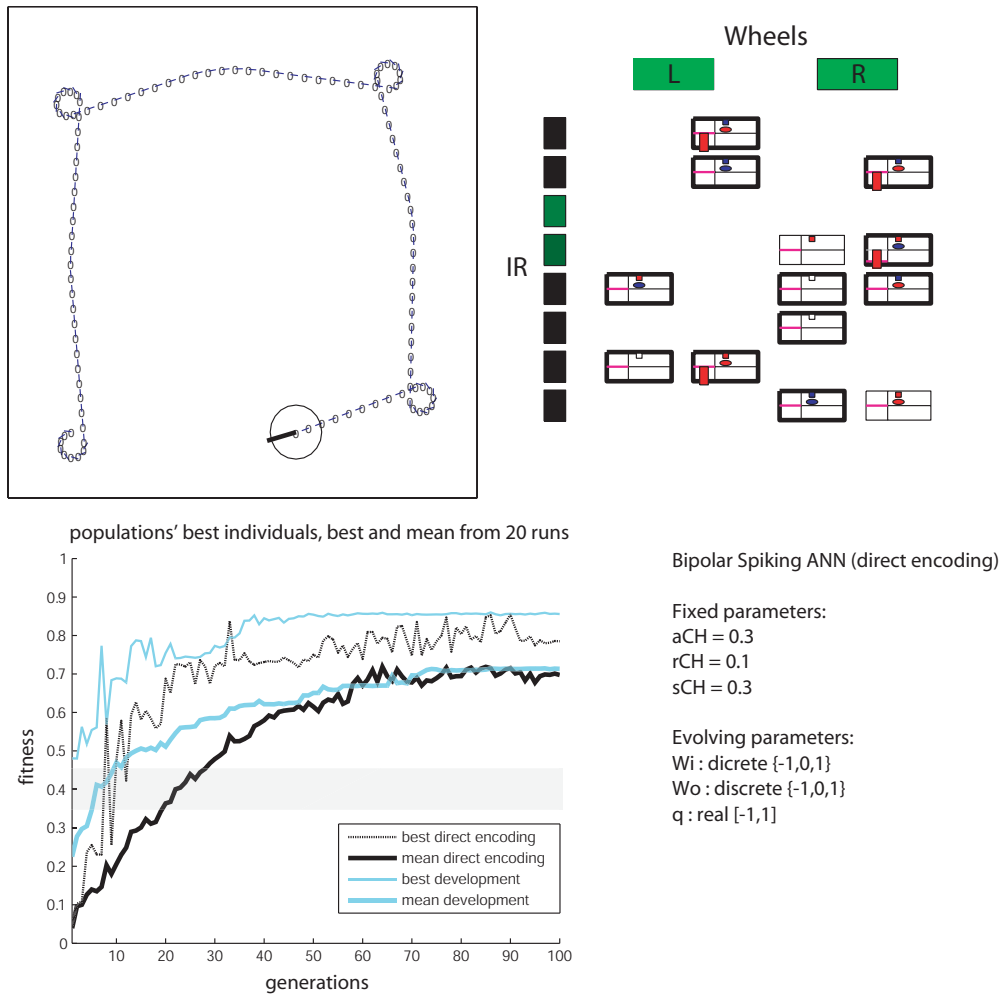 Wheels
L
R
IR
populations' best individuals, best and mean from 20 runs
1
0.9
0.8
0.7
0.6
0.5
0.4
0.3
0.2
0.1
0
fitness
best direct encoding
mean direct encoding
best development
mean development
10
20
30
40
50
60
70
80
90
100
generations
Bipolar Spiking ANN (direct encoding)
Fixed parameters:
aCH = 0.3
rCH = 0.1
sCH = 0.3
Evolving parameters:
Wi : dicrete {-1,0,1}
Wo : discrete {-1,0,1}
q : real [-1,1]